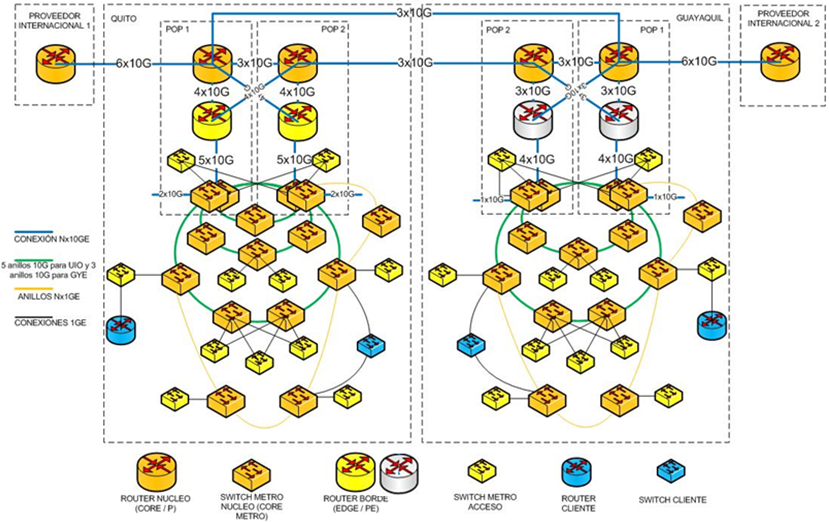 PROVEEDOR
INTERNACIONAL 1
QUITO
3x10G
GUAYAQUIL
PROVEEDOR
INTERNACIONAL 2
POP 1
POP 2
POP 2
POP 1
6x10G
3x10G
3x10G
3x10G
6x10G
4x10G
4x10G
3x10G
3x10G
4x10G
5x10G
5x10G
4x10G
4x10G
2x10G
2x10G
1x10G
1x10G
CONEXIÓN Nx10GE
5 anillos 10G para UIO y 3
anillos 10G para GYE
ANILLOS Nx1GE
CONEXIONES 1GE
ROUTER NUCLEO
(CORE / P)
SWITCH METRO
NUCLEO (CORE
METRO)
ROUTER BORDE
(EDGE / PE)
SWITCH METRO
ACCESO
ROUTER
CLIENTE
SWITCH CLIENTE